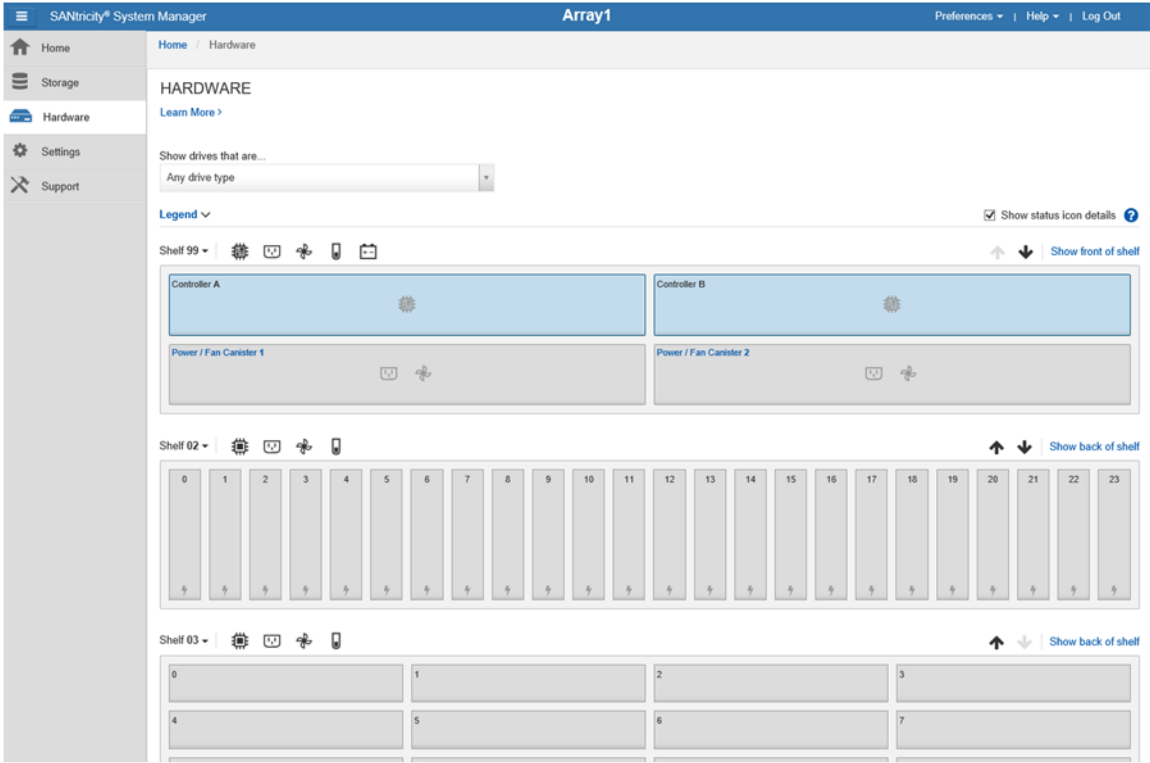 SANtricity® System Manager
Array1
Preferences
|
Help
|
Log Out
Home
Storage
Hardware
Settings
Support
Home / Hardware
HARDWARE
Learn More >
Show drives that are...
Any drive type
Legend
Show status icon details ?
Shelf 99
Show front of shelf
Controller A
Controller B
Power / Fan Canister 1
Power / Fan Canister 2
Shelf 02
Show back of shelf
0 1 2 3 4 5 6 7 8 9 10 11 12 13 14 15 16 17 18 19 20 21 22 23
Shelf 03
Show back of shelf
0 1 2 3
4 5 6 7